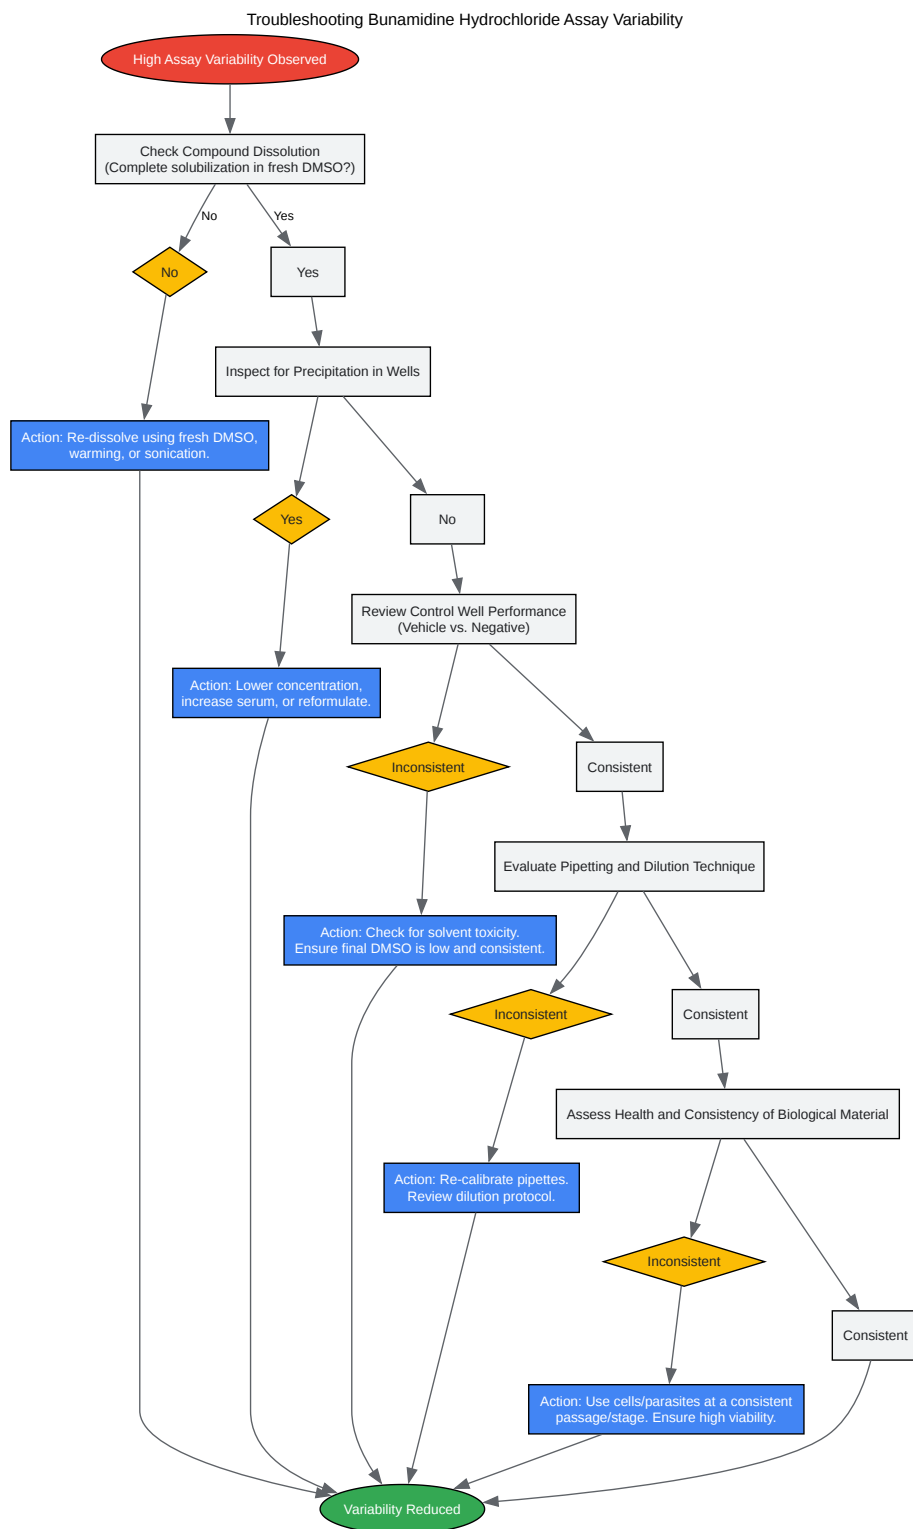 Troubleshooting Bunamidine Hydrochloride Assay Variability
High Assay Variability Observed
Check Compound Dissolution
(Complete solubilization in fresh DMSO?)
No
Yes
No
Yes
Inspect for Precipitation in Wells
Action: Re-dissolve using fresh DMSO,
warming, or sonication.
Yes
No
Review Control Well Performance
(Vehicle vs. Negative)
Action: Lower concentration,
increase serum, or reformulate.
Inconsistent
Consistent
Evaluate Pipetting and Dilution Technique
Action: Check for solvent toxicity.
Ensure final DMSO is low and consistent.
Inconsistent
Consistent
Assess Health and Consistency of Biological Material
Action: Re-calibrate pipettes.
Review dilution protocol.
Inconsistent
Consistent
Action: Use cells/parasites at a consistent
passage/stage. Ensure high viability.
Variability Reduced